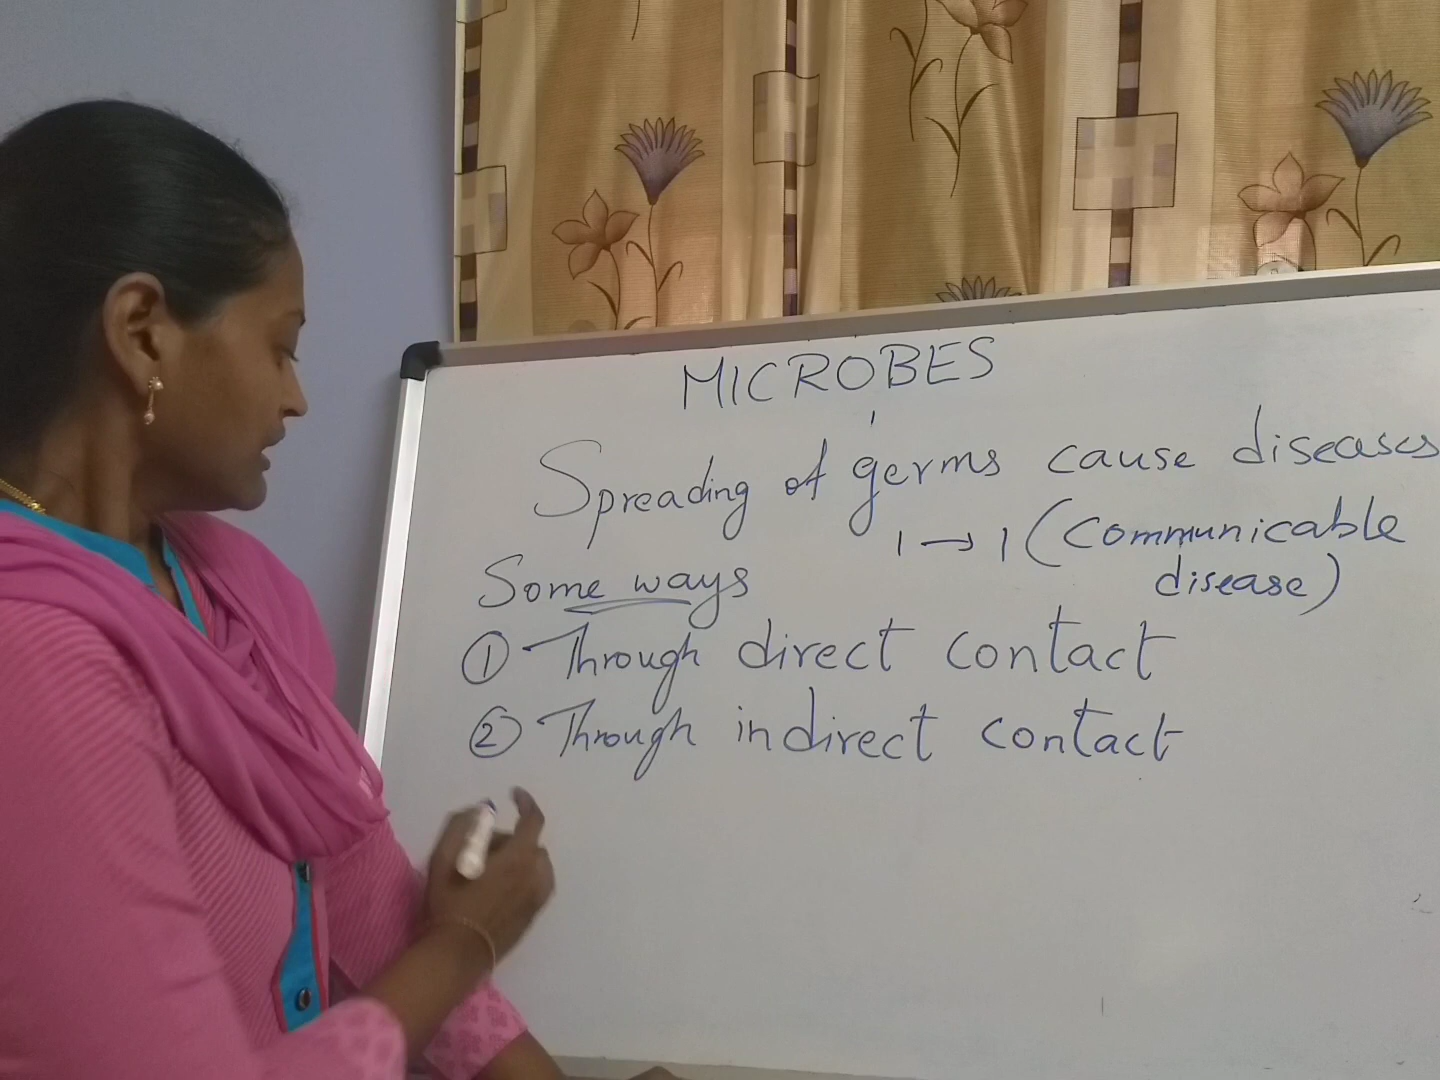 MICROBES
Spreading of germs cause diseases
1 → 1 (Communicable
disease)
Some ways
① Through direct contact
② Through indirect contact